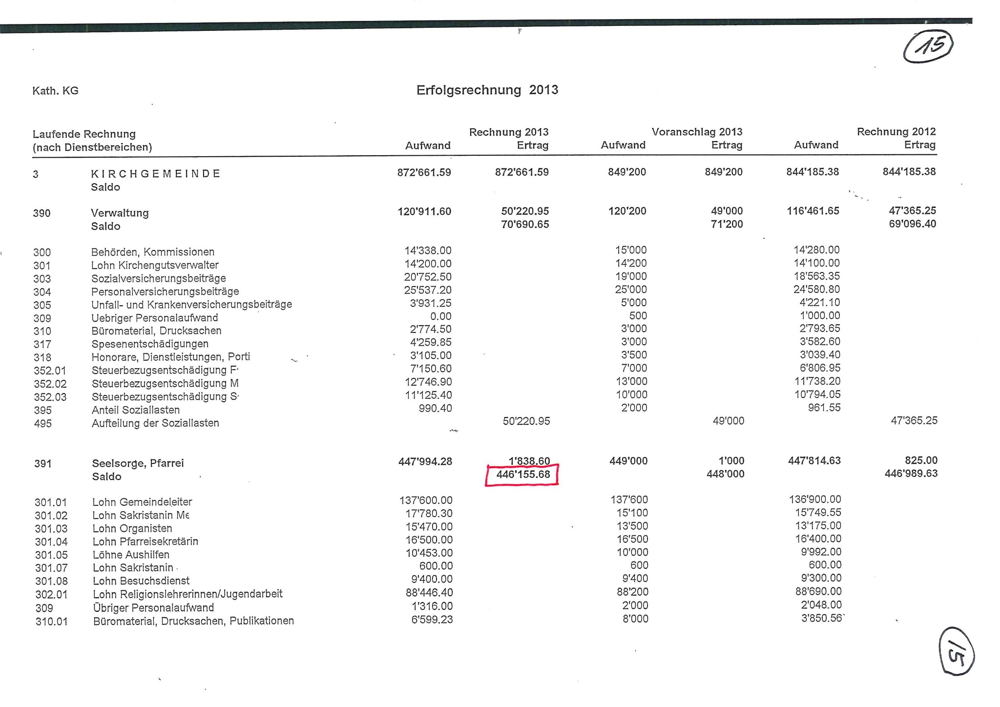 15
Kath. KG Erfolgsrechnung 2013
Laufende Rechnung Rechnung 2013 Voranschlag 2013 Rechnung 2012
(nach Dienstbereichen) Aufwand Ertrag Aufwand Ertrag Aufwand Ertrag
3 KIRCHGEMEINDE 872'661.59 872'661.59 849'200 849'200 844'185.38 844'185.38
Saldo
390 Verwaltung 120'911.60 50'220.95 120'200 49'000 116'461.65 47'365.25
Saldo 70'690.65 71'200 69'096.40
300 Behörden, Kommissionen 14'338.00 15'000 14'280.00
301 Lohn Kirchengutsverwalter 14'200.00 14'200 14'100.00
303 Sozialversicherungsbeiträge 20'752.50 19'000 18'563.35
304 Personalversicherungsbeiträge 25'537.20 25'000 24'580.80
305 Unfall- und Krankenversicherungsbeiträge 3'931.25 5'000 4'221.10
309 Uebriger Personalaufwand 0.00 500 1'000.00
310 Büromaterial, Drucksachen 2'774.50 3'000 2'793.65
317 Spesenentschädigungen 4'259.85 3'000 3'582.60
318 Honorare, Dienstleistungen, Porti 3'105.00 3'500 3'039.40
352.01 Steuerbezugsentschädigung F 7'150.60 7'000 6'806.95
352.02 Steuerbezugsentschädigung M 12'746.90 13'000 11'738.20
352.03 Steuerbezugsentschädigung S 11'125.40 10'000 10'794.05
395 Anteil Soziallasten 990.40 2'000 961.55
495 Aufteilung der Soziallasten 50'220.95 49'000 47'365.25
391 Seelsorge, Pfarrei 447'994.28 1'838.60 449'000 1'000 447'814.63 825.00
Saldo 446'155.68 448'000 446'989.63
301.01 Lohn Gemeindeleiter 137'600.00 137'600 136'900.00
301.02 Lohn Sakristanin Me 17'780.30 15'100 15'749.55
301.03 Lohn Organisten 15'470.00 13'500 13'175.00
301.04 Lohn Pfarreisekretärin 16'500.00 16'500 16'400.00
301.05 Löhne Aushilfen 10'453.00 10'000 9'992.00
301.07 Lohn Sakristanin 600.00 600 600.00
301.08 Lohn Besuchsdienst 9'400.00 9'400 9'300.00
302.01 Lohn Religionslehrerinnen/Jugendarbeit 88'446.40 88'200 88'690.00
309 Übriger Personalaufwand 1'316.00 2'000 2'048.00
310.01 Büromaterial, Drucksachen, Publikationen 6'599.23 8'000 3'850.56
15